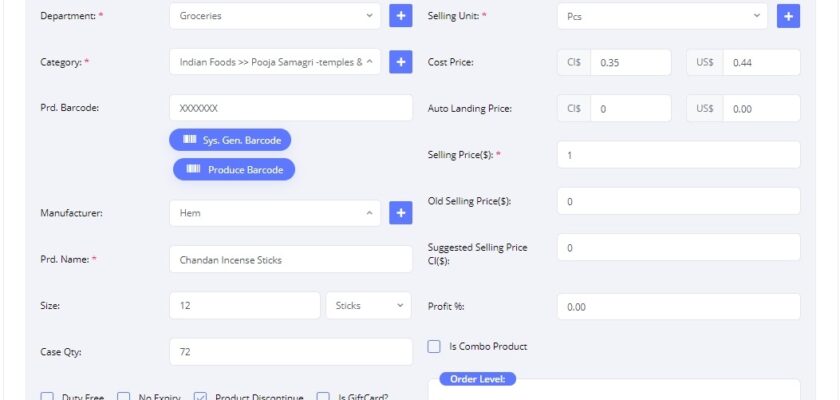 Department: *
Groceries
+
Category: *
Indian Foods >> Pooja Samagri -temples &
Prd. Barcode:
XXXXXXX
Sys. Gen. Barcode
Produce Barcode
Manufacturer:
Hem
+
Prd. Name: *
Chandan Incense Sticks
Size:
12
Sticks
Case Qty:
72
Duty Free
No Expiry
Product Discontinue
Is GiftCard?
Selling Unit: *
Pcs
+
Cost Price:
CI$
0.35
US$
0.44
Auto Landing Price:
CI$
0
US$
0.00
Selling Price($): *
1
Old Selling Price($):
0
Suggested Selling Price
CI($):
0
Profit %:
0.00
Is Combo Product
Order Level: